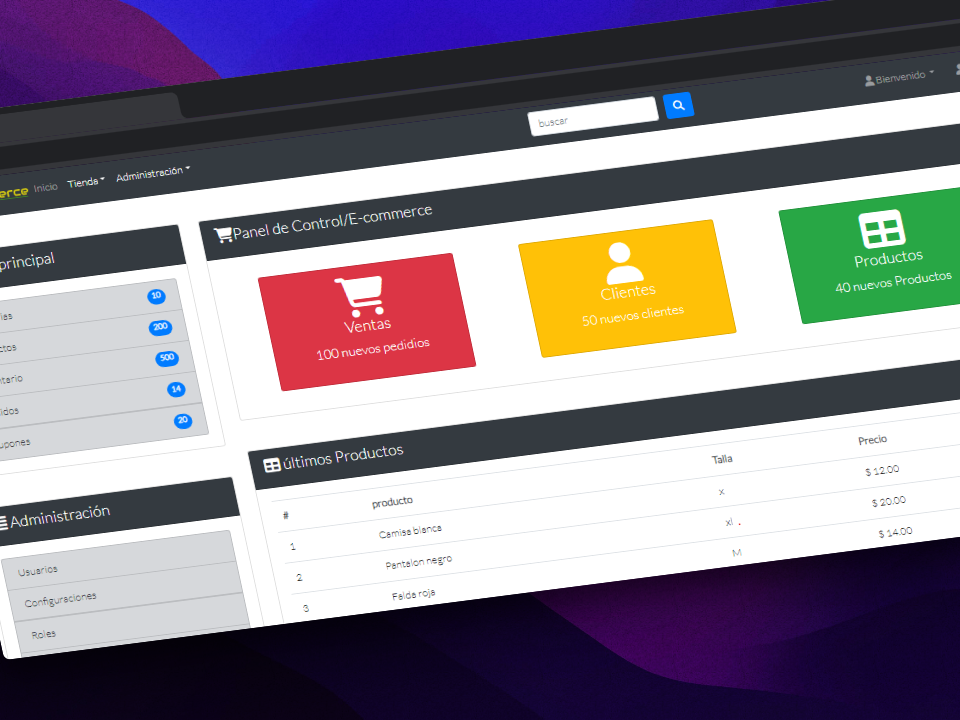 buscar
Bienvenido
erce Inicio Tienda Administración
principal
ias 10
ctos 200
tario 500
didos 14
upones 20
Panel de Control/E-commerce
Ventas
100 nuevos pedidios
Clientes
50 nuevos clientes
Productos
40 nuevos Productos
últimos Productos
# producto Talla Precio
1 Camisa blanca x $ 12.00
2 Pantalon negro xl . $ 20.00
3 Falda roja M $ 14.00
Administración
Usuarios
Configuraciones
Roles